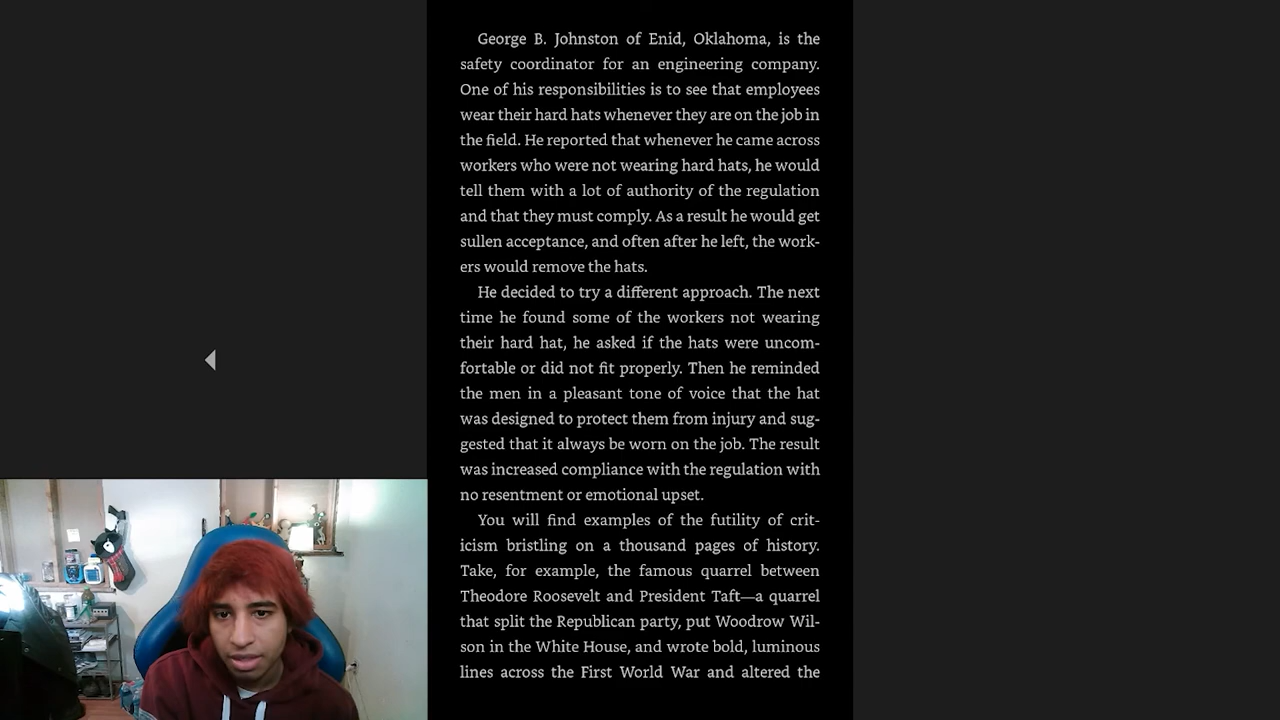 George B. Johnston of Enid, Oklahoma, is the
safety coordinator for an engineering company.
One of his responsibilities is to see that employees
wear their hard hats whenever they are on the job in
the field. He reported that whenever he came across
workers who were not wearing hard hats, he would
tell them with a lot of authority of the regulation
and that they must comply. As a result he would get
sullen acceptance, and often after he left, the work-
ers would remove the hats.
He decided to try a different approach. The next
time he found some of the workers not wearing
their hard hat, he asked if the hats were uncom-
fortable or did not fit properly. Then he reminded
the men in a pleasant tone of voice that the hat
was designed to protect them from injury and sug-
gested that it always be worn on the job. The result
was increased compliance with the regulation with
no resentment or emotional upset.
You will find examples of the futility of crit-
icism bristling on a thousand pages of history.
Take, for example, the famous quarrel between
Theodore Roosevelt and President Taft—a quarrel
that split the Republican party, put Woodrow Wil-
son in the White House, and wrote bold, luminous
lines across the First World War and altered the